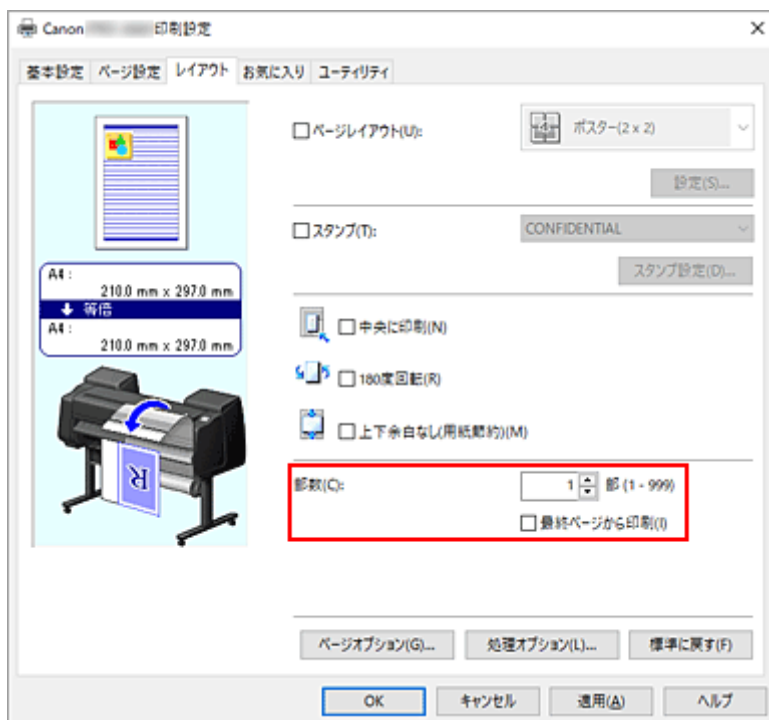 Canon 印刷設定
基本設定 ページ設定 レイアウト お気に入り ユーティリティ
ページレイアウト(U): ポスター(2 x 2)
設定(S)...
スタンプ(T): CONFIDENTIAL
スタンプ設定(D)...
A4 :
210.0 mm x 297.0 mm
等倍
A4 :
210.0 mm x 297.0 mm
中央に印刷(N)
180度回転(R)
上下余白なし(用紙節約)(M)
R
部数(C): 1 部 (1 - 999)
最終ページから印刷(I)
ページオプション(G)... 処理オプション(L)... 標準に戻す(F)
OK キャンセル 適用(A) ヘルプ